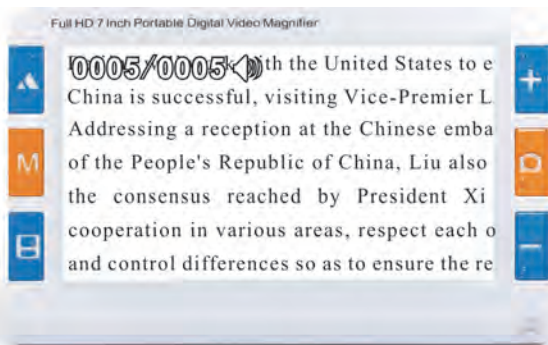 Full HD 7 Inch Portable Digital Video Magnifier
0005/0005 ith the United States to e
China is successful, visiting Vice-Premier L
Addressing a reception at the Chinese emba
of the People's Republic of China, Liu also
the consensus reached by President Xi
cooperation in various areas, respect each o
and control differences so as to ensure the re
M